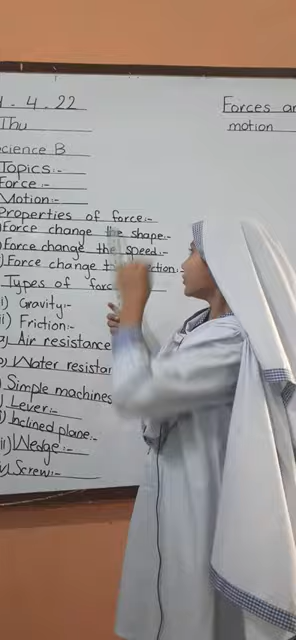 . 4 . 22
Forces an
Thu
motion
cience B
Topics:-
Force:-
Motion:-
Properties of force:-
Force change the shape:-
Force change the speed:-
Force change
Types of
i) Gravity:-
ii) Friction:-
Air resistance
Water resistan
Simple machines
Lever:-
Inclined plane:-
Wedge:-
Screw:-